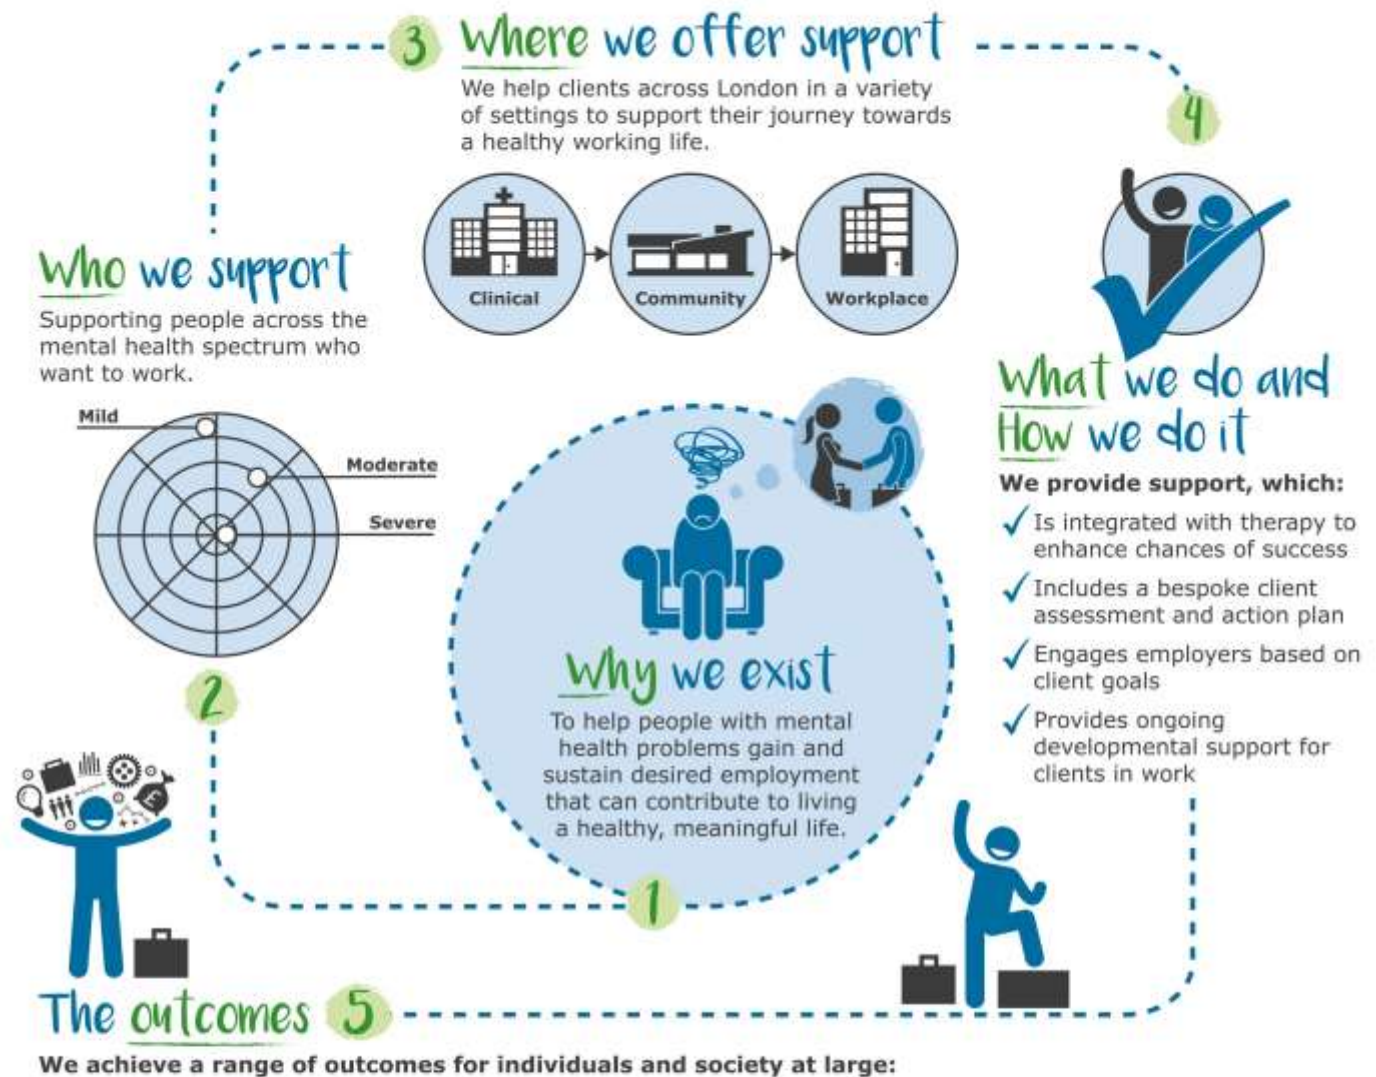 3
Where we offer support
We help clients across London in a variety
of settings to support their journey towards
a healthy working life.
Clinical
Community
Workplace
4
Who we support
Supporting people across the
mental health spectrum who
want to work.
Mild
Moderate
Severe
2
Why we exist
To help people with mental
health problems gain and
sustain desired employment
that can contribute to living
a healthy, meaningful life.
1
What we do and
How we do it
We provide support, which:
Is integrated with therapy to
enhance chances of success
Includes a bespoke client
assessment and action plan
Engages employers based on
client goals
Provides ongoing
developmental support for
clients in work
£
The outcomes 5
We achieve a range of outcomes for individuals and society at large: